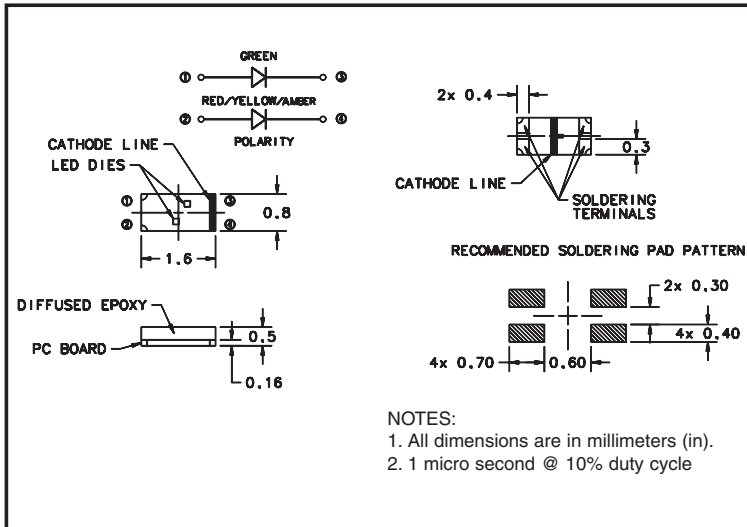 GREEN
① ③
RED/YELLOW/AMBER
② ④
POLARITY
CATHODE LINE
LED DIES
① ③
② ④
0.8
1.6
DIFFUSED EPOXY
PC BOARD
0.5
0.16
2x 0.4
0.3
CATHODE LINE
SOLDERING
TERMINALS
RECOMMENDED SOLDERING PAD PATTERN
2x 0.30
4x 0.40
4x 0.70 0.60
NOTES:
1. All dimensions are in millimeters (in).
2. 1 micro second @ 10% duty cycle